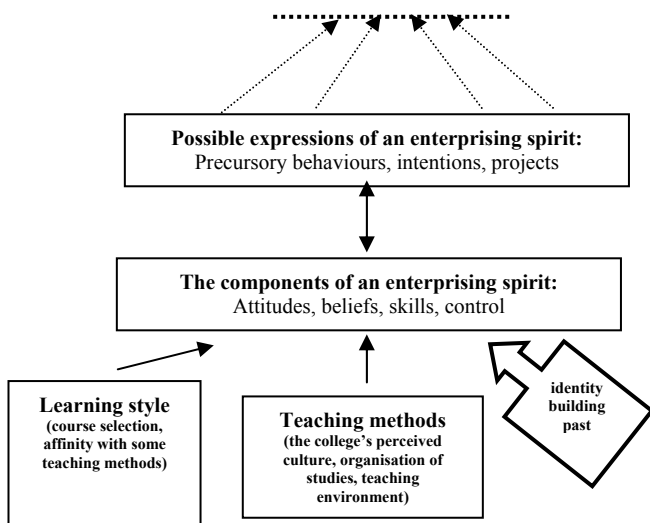 Possible expressions of an enterprising spirit:
Precursory behaviours, intentions, projects
The components of an enterprising spirit:
Attitudes, beliefs, skills, control
Learning style
(course selection,
affinity with some
teaching methods)
Teaching methods
(the college's perceived
culture, organisation of
studies, teaching
environment)
identity
building
past